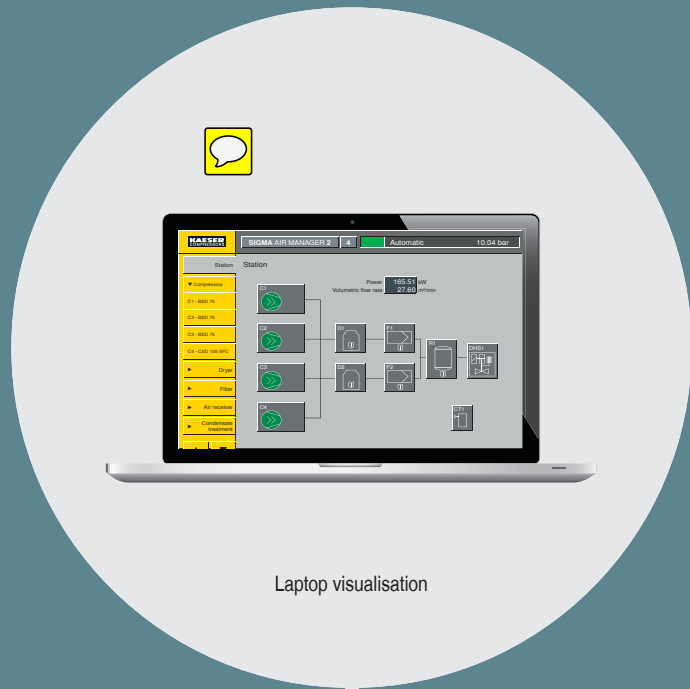 KAESER
COMPRESSORS
SIGMA AIR MANAGER 2
4
Automatic
10.04 bar
Station
Station
▼ Compressors
C1 - BSD 75
C2 - BSD 75
C3 - BSD 75
C4 - CSD 105 SFC
► Dryer
► Filter
► Air receiver
► Condensate
treatment
Power 165.51 kW
Volumetric flow rate 27.60 m³/min
C1
C2
C3
C4
D1
D2
F1
F2
R1
DHS1
CT1
Laptop visualisation